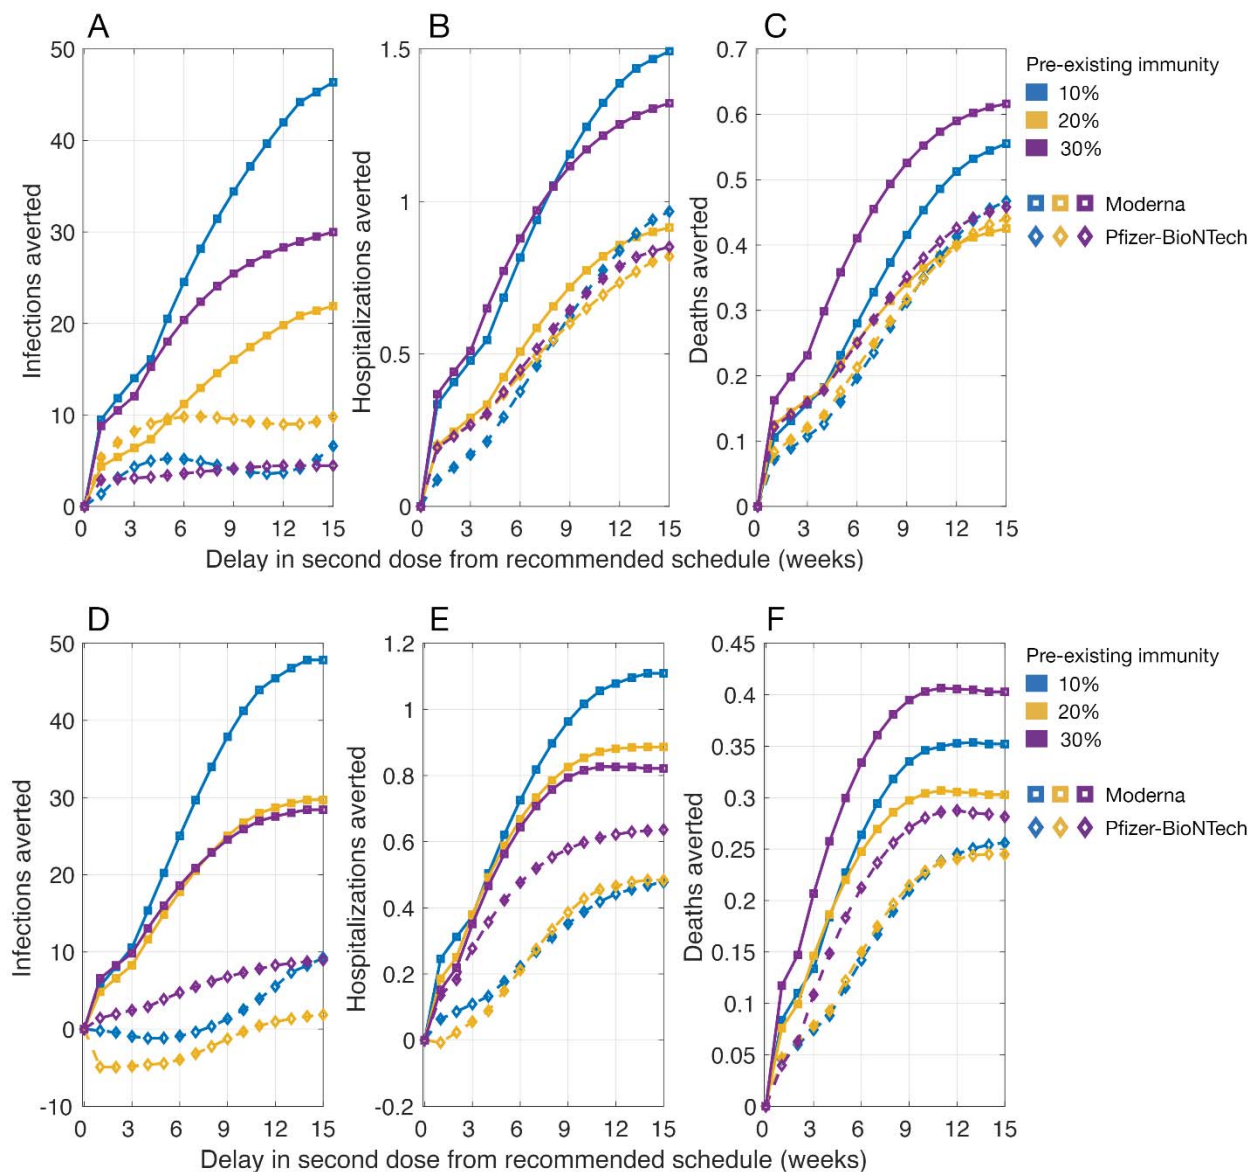 A
B
C
50
40
30
20
10
0
Infections averted
0 3 6 9 12 15
1.5
1
0.5
0
Hospitalizations averted
0 3 6 9 12 15
0.7
0.6
0.5
0.4
0.3
0.2
0.1
0
Deaths averted
0 3 6 9 12 15
Pre-existing immunity
10%
20%
30%
Moderna
Pfizer-BioNTech
Delay in second dose from recommended schedule (weeks)
D
E
F
50
40
30
20
10
0
-10
Infections averted
0 3 6 9 12 15
1.2
1
0.8
0.6
0.4
0.2
0
-0.2
Hospitalizations averted
0 3 6 9 12 15
0.45
0.4
0.35
0.3
0.25
0.2
0.15
0.1
0.05
0
Deaths averted
0 3 6 9 12 15
Pre-existing immunity
10%
20%
30%
Moderna
Pfizer-BioNTech
Delay in second dose from recommended schedule (weeks)